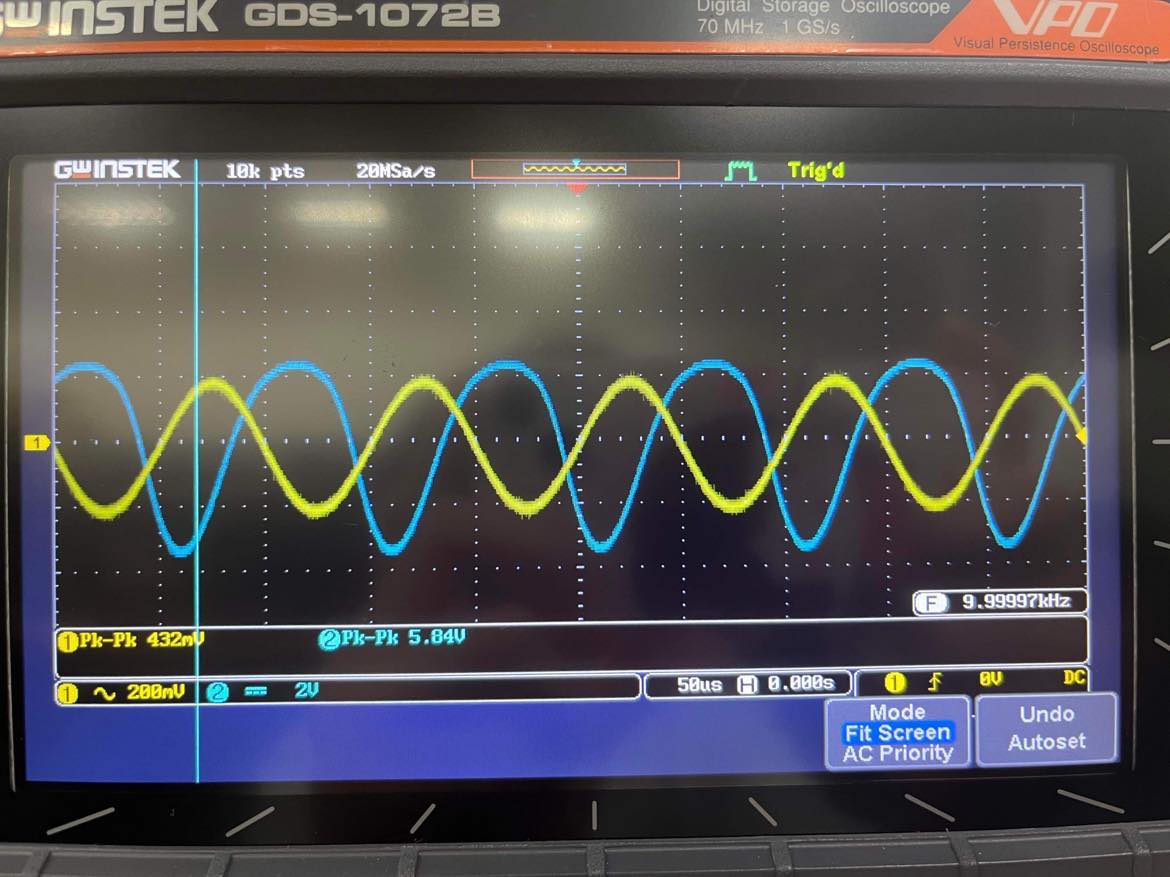 GWINSTEK GDS-1072B
Digital Storage Oscilloscope
70 MHz 1 GS/s
VPO
Visual Persistence Oscilloscope
GWINSTEK 10k pts 20MSa/s Trig'd
1
F 9.99997kHz
1 Pk-Pk 432mV 2 Pk-Pk 5.84V
1 200mV 2 2V 50us H 0.000s 1 0V DC
Mode
Fit Screen
AC Priority
Undo
Autoset